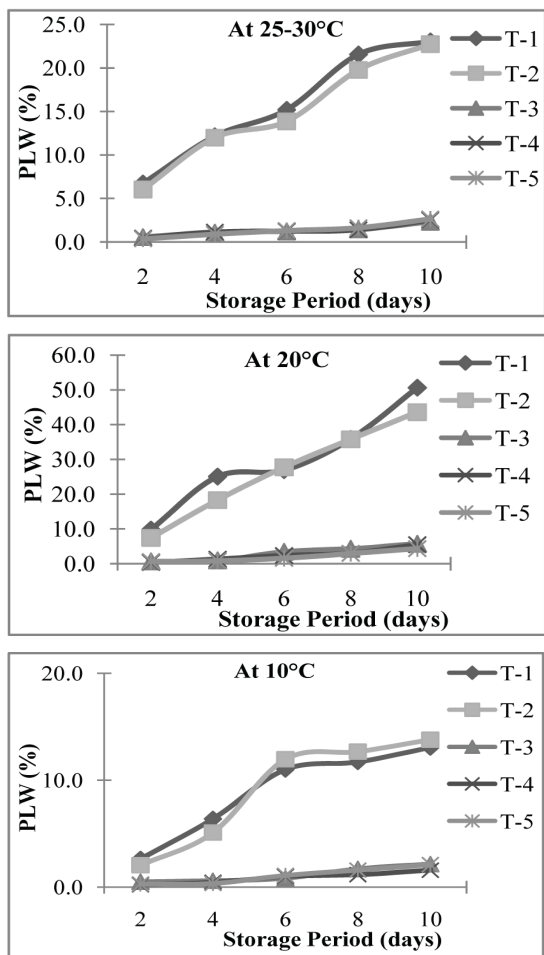 At 25-30°C
25.0
20.0
15.0
10.0
5.0
0.0
PLW (%)
2 4 6 8 10
Storage Period (days)
T-1
T-2
T-3
T-4
T-5
At 20°C
60.0
50.0
40.0
30.0
20.0
10.0
0.0
PLW (%)
2 4 6 8 10
Storage Period (days)
T-1
T-2
T-3
T-4
T-5
At 10°C
20.0
10.0
0.0
PLW (%)
2 4 6 8 10
Storage Period (days)
T-1
T-2
T-3
T-4
T-5